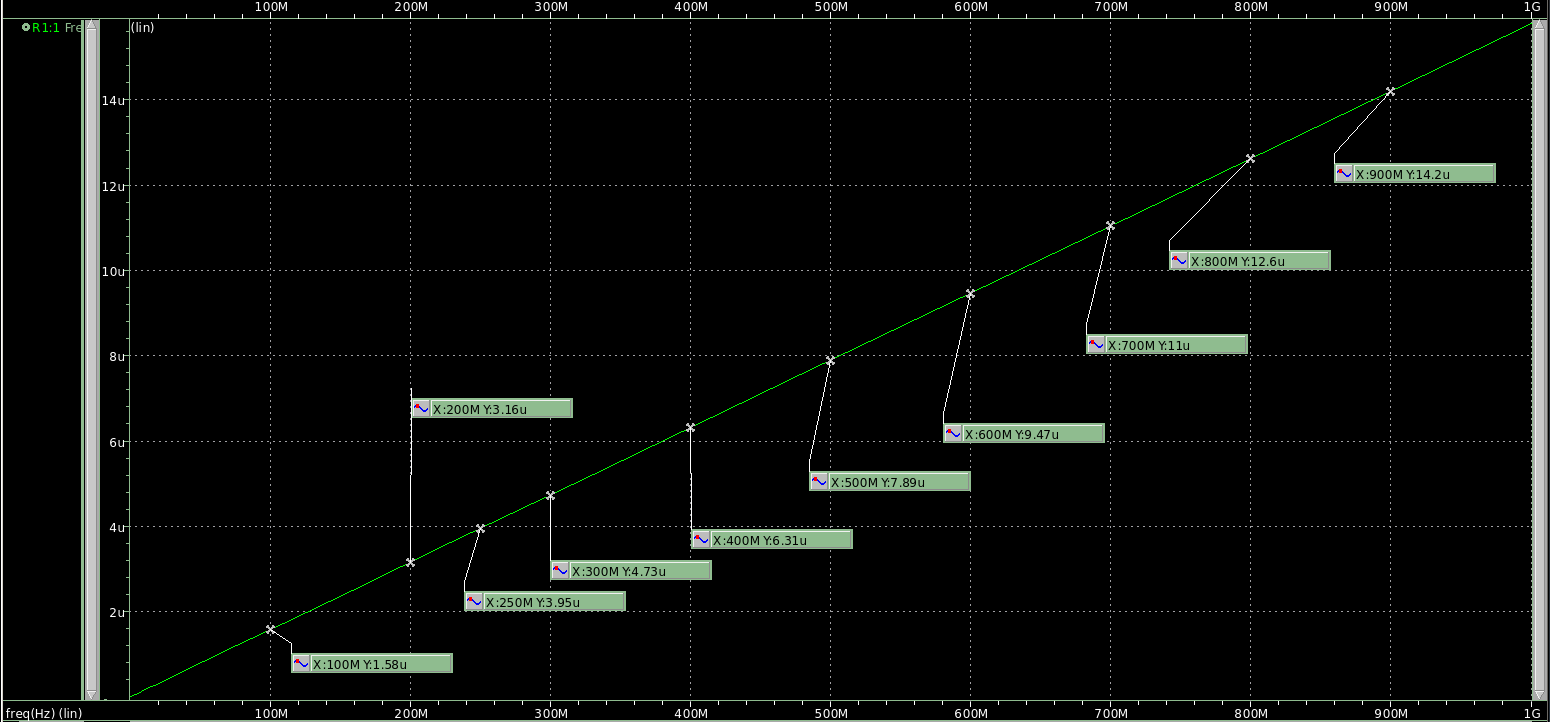 100M 200M 300M 400M 500M 600M 700M 800M 900M 1G
R1:1 Fre
(lin)
14u
X:900M Y:14.2u
12u
X:800M Y:12.6u
10u
X:700M Y:11u
8u
X:200M Y:3.16u
X:600M Y:9.47u
6u
X:500M Y:7.89u
4u
X:400M Y:6.31u
X:300M Y:4.73u
X:250M Y:3.95u
2u
X:100M Y:1.58u
freq(Hz) (lin) 100M 200M 300M 400M 500M 600M 700M 800M 900M 1G